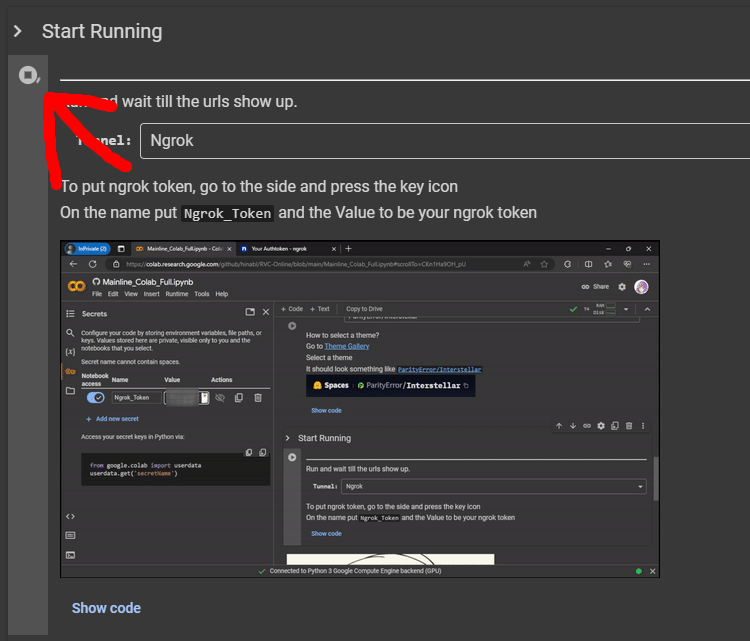 Start Running
Run and wait till the urls show up.
Tunnel:
Ngrok
To put ngrok token, go to the side and press the key icon
On the name put Ngrok_Token and the Value to be your ngrok token
InPrivate (2)
Mainline_Colab_Full.ipynb - Cola
Your Authtoken - ngrok
https://colab.research.google.com/github/hinabl/RVC-Online/blob/main/Mainline_Colab_Full.ipynb#scrollTo=CKn1Ha9OH_pU
Mainline_Colab_Full.ipynb
Share
File Edit View Insert Runtime Tools Help
Secrets
+ Code + Text Copy to Drive
T4 RAM
Disk
Configure your code by storing environment variables, file paths, or
keys. Values stored here are private, visible only to you and the
notebooks that you select.
Secret name cannot contain spaces.
Notebook
access
Name Value Actions
Ngrok_Token
+ Add new secret
Access your secret keys in Python via:
from google.colab import userdata
userdata.get('secretName')
ParityError/Interstellar
How to select a theme?
Go to Theme Gallery
Select a theme
It should look something like ParityError/Interstellar
Spaces ParityError/Interstellar
Show code
Start Running
Run and wait till the urls show up.
Tunnel: Ngrok
To put ngrok token, go to the side and press the key icon
On the name put Ngrok_Token and the Value to be your ngrok token
Show code
Connected to Python 3 Google Compute Engine backend (GPU)
Show code